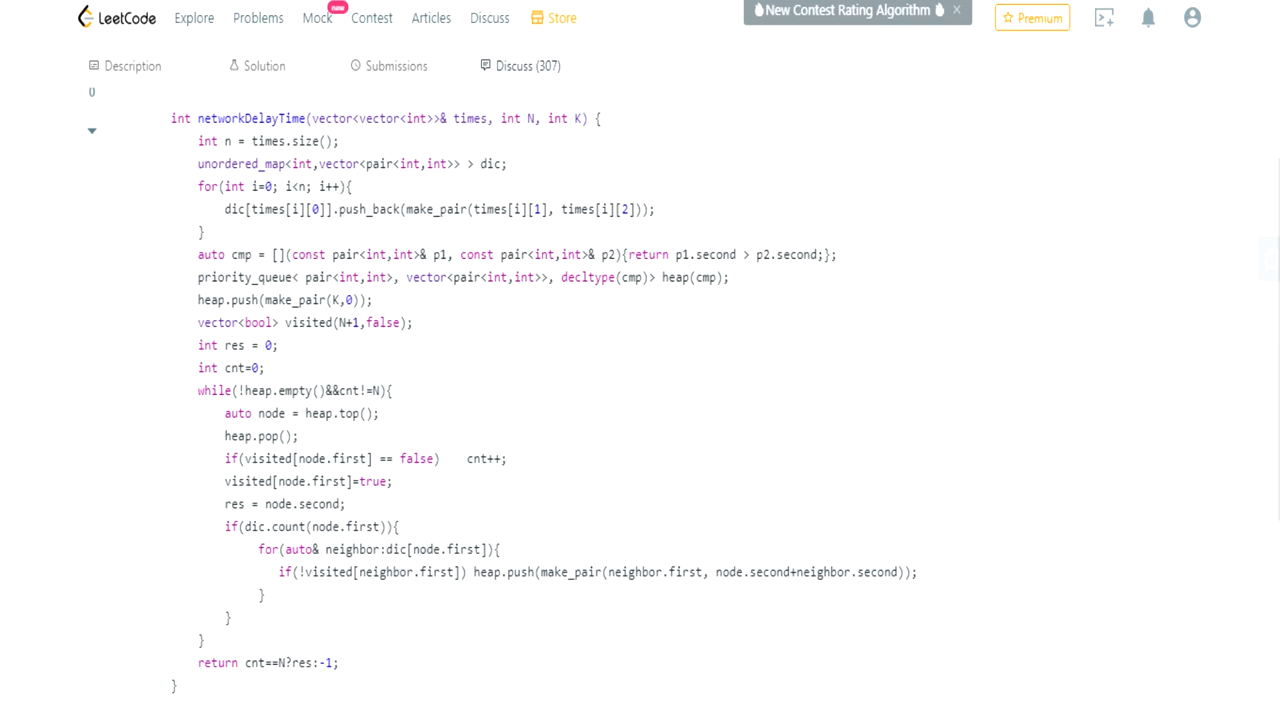 LeetCode Explore Problems Mock new Contest Articles Discuss Store New Contest Rating Algorithm × Premium
Description Solution Submissions Discuss (307)
0
int networkDelayTime(vector<vector<int>>& times, int N, int K) {
int n = times.size();
unordered_map<int,vector<pair<int,int>> > dic;
for(int i=0; i<n; i++){
dic[times[i][0]].push_back(make_pair(times[i][1], times[i][2]));
}
auto cmp = [](const pair<int,int>& p1, const pair<int,int>& p2){return p1.second > p2.second;};
priority_queue< pair<int,int>, vector<pair<int,int>>, decltype(cmp)> heap(cmp);
heap.push(make_pair(K,0));
vector<bool> visited(N+1,false);
int res = 0;
int cnt=0;
while(!heap.empty()&&cnt!=N){
auto node = heap.top();
heap.pop();
if(visited[node.first] == false) cnt++;
visited[node.first]=true;
res = node.second;
if(dic.count(node.first)){
for(auto& neighbor:dic[node.first]){
if(!visited[neighbor.first]) heap.push(make_pair(neighbor.first, node.second+neighbor.second));
}
}
}
return cnt==N?res:-1;
}